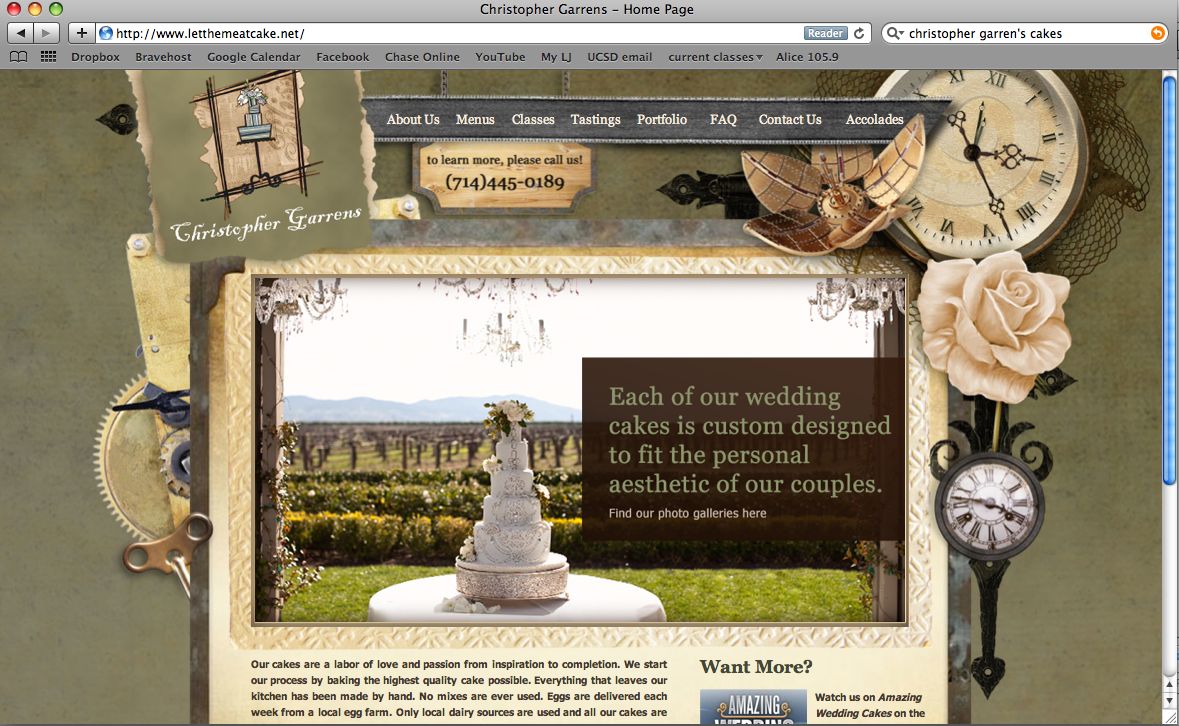 Christopher Garrens – Home Page
http://www.letthemeatcake.net/
Reader
christopher garren's cakes
Dropbox Bravehost Google Calendar Facebook Chase Online YouTube My LJ UCSD email current classes Alice 105.9
About Us Menus Classes Tastings Portfolio FAQ Contact Us Accolades
to learn more, please call us!
(714)445-0189
Christopher Garrens
XI XII
Each of our wedding
cakes is custom designed
to fit the personal
aesthetic of our couples.
Find our photo galleries here
Our cakes are a labor of love and passion from inspiration to completion. We start
our process by baking the highest quality cake possible. Everything that leaves our
kitchen has been made by hand. No mixes are ever used. Eggs are delivered each
week from a local egg farm. Only local dairy sources are used and all our cakes are
Want More?
AMAZING
WEDDING
Watch us on Amazing
Wedding Cakes on the